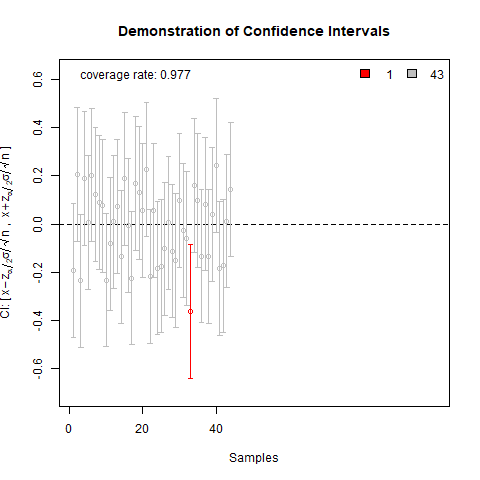 Demonstration of Confidence Intervals
coverage rate: 0.977
1
43
CI: [ x−zα/2σ/√n , x+zα/2σ/√n ]
0.6
0.4
0.2
0.0
-0.2
-0.4
-0.6
0 20 40
Samples